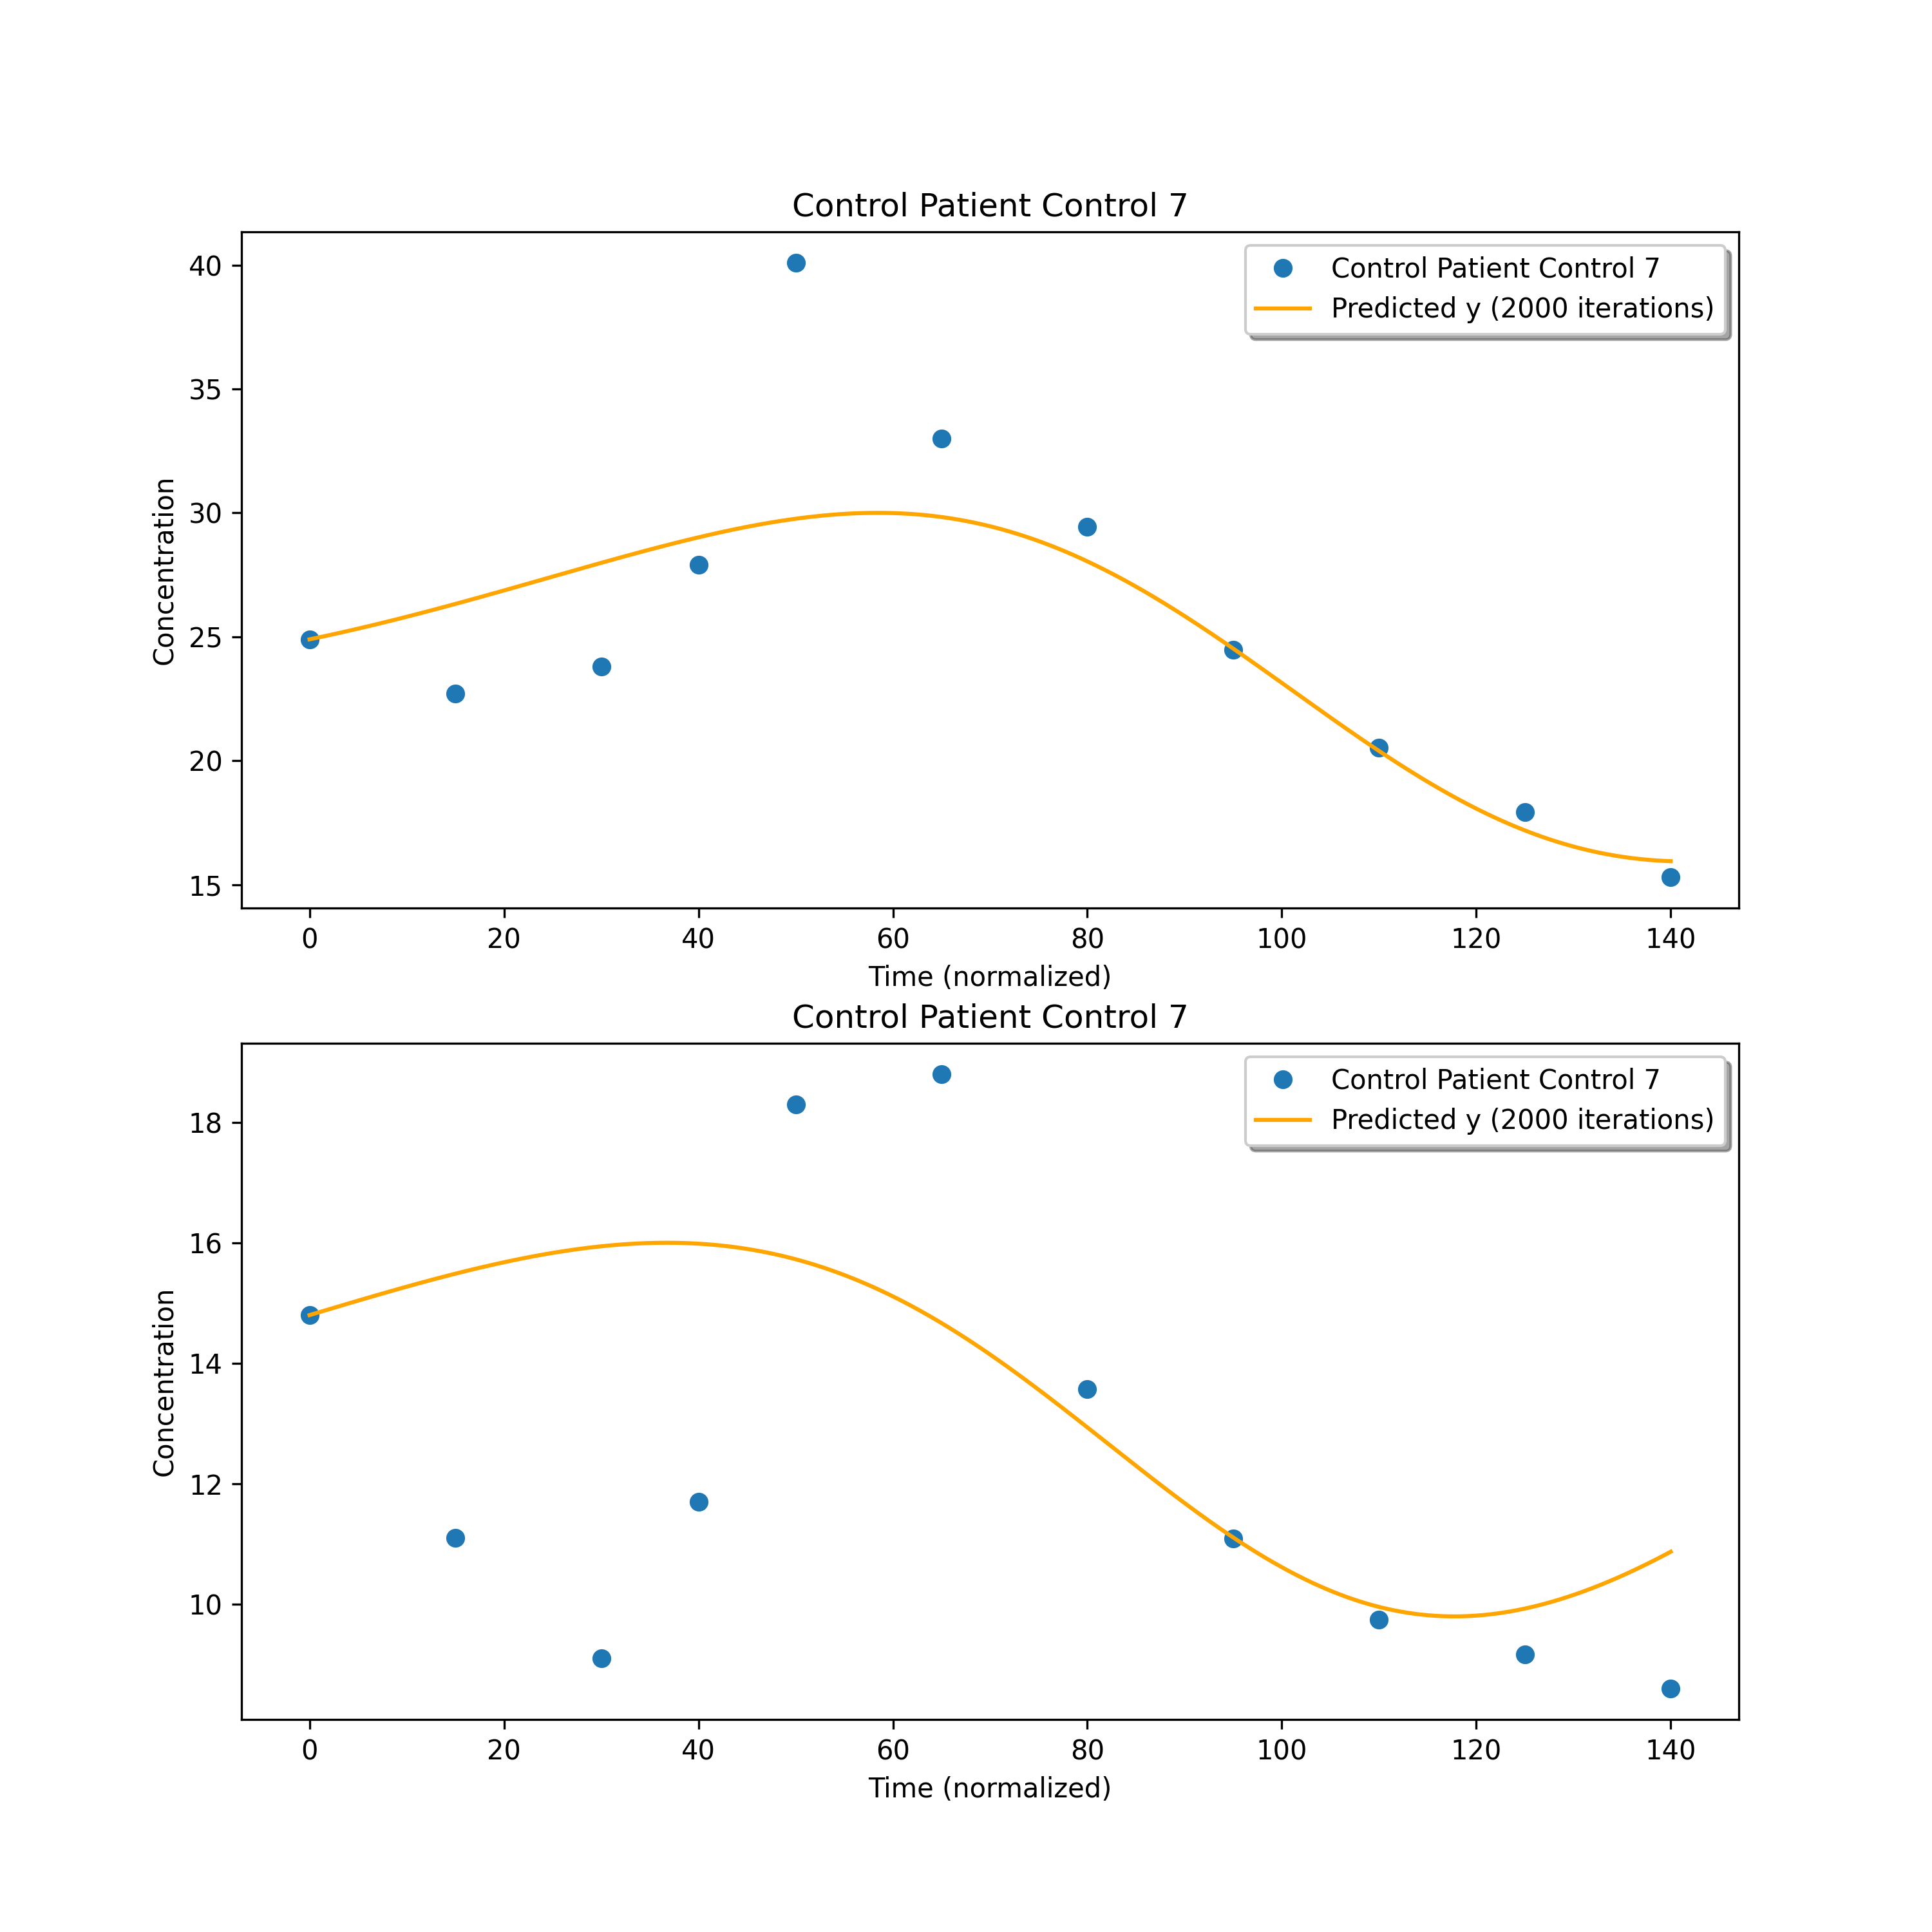 Control Patient Control 7
Control Patient Control 7
Predicted y (2000 iterations)
40
35
30
25
20
15
Concentration
0 20 40 60 80 100 120 140
Time (normalized)
Control Patient Control 7
Control Patient Control 7
Predicted y (2000 iterations)
18
16
14
12
10
Concentration
0 20 40 60 80 100 120 140
Time (normalized)